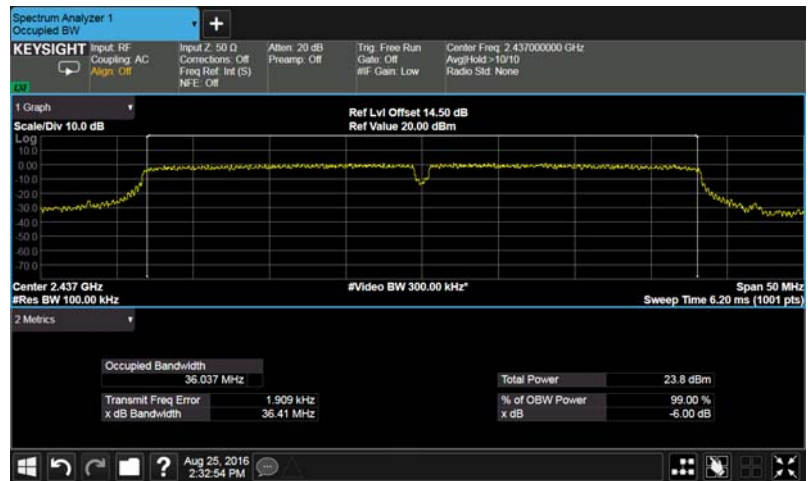 Spectrum Analyzer 1
Occupied BW
+
KEYSIGHT
Input: RF
Coupling: AC
Align: Off
Input Z: 50 Ω
Corrections: Off
Freq Ref: Int (S)
NFE: Off
Atten: 20 dB
Preamp: Off
Trig: Free Run
Gate: Off
#IF Gain: Low
Center Freq: 2.437000000 GHz
Avg|Hold:>10/10
Radio Std: None
LXI
1 Graph
Scale/Div 10.0 dB
Ref Lvl Offset 14.50 dB
Ref Value 20.00 dBm
Log
10.0
0.00
-10.0
-20.0
-30.0
-40.0
-50.0
-60.0
-70.0
Center 2.437 GHz
#Res BW 100.00 kHz
#Video BW 300.00 kHz*
Span 50 MHz
Sweep Time 6.20 ms (1001 pts)
2 Metrics
Occupied Bandwidth
36.037 MHz
Transmit Freq Error 1.909 kHz
x dB Bandwidth 36.41 MHz
Total Power 23.8 dBm
% of OBW Power 99.00 %
x dB -6.00 dB
?
Aug 25, 2016
2:32:54 PM